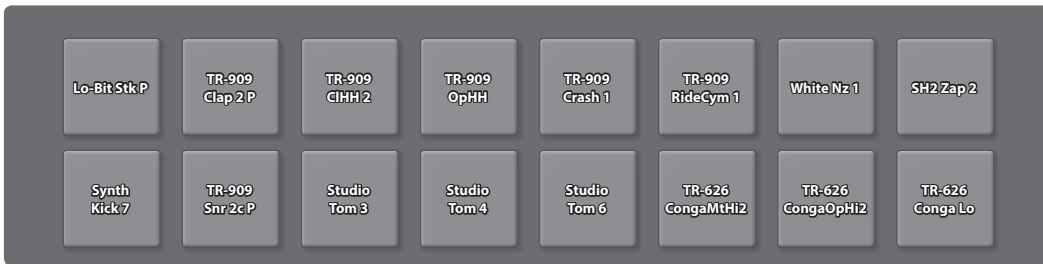 Lo-Bit Stk P
TR-909
Clap 2 P
TR-909
ClHH 2
TR-909
OpHH
TR-909
Crash 1
TR-909
RideCym 1
White Nz 1
SH2 Zap 2
Synth
Kick 7
TR-909
Snr 2c P
Studio
Tom 3
Studio
Tom 4
Studio
Tom 6
TR-626
CongaMtHi2
TR-626
CongaOpHi2
TR-626
Conga Lo